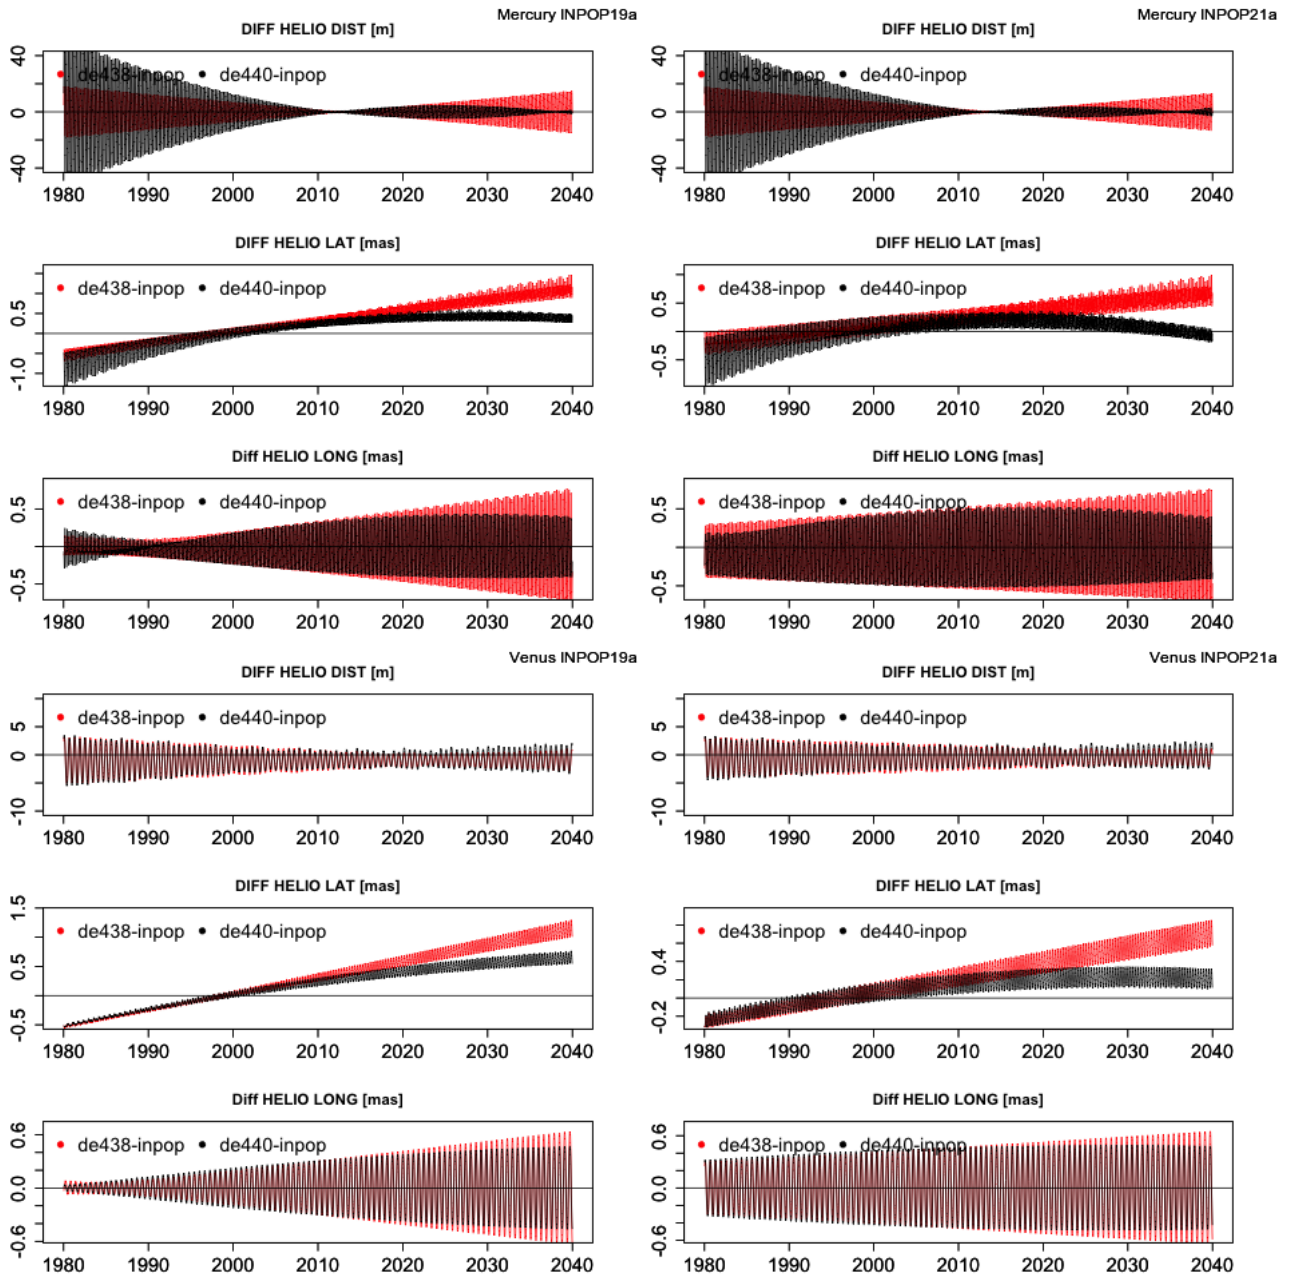 Mercury INPOP19a
DIFF HELIO DIST [m]
de438-inpop de440-inpop
40
0
-40
1980 1990 2000 2010 2020 2030 2040
Mercury INPOP21a
DIFF HELIO DIST [m]
de438-inpop de440-inpop
40
0
-40
1980 1990 2000 2010 2020 2030 2040
DIFF HELIO LAT [mas]
de438-inpop de440-inpop
0.5
-1.0
1980 1990 2000 2010 2020 2030 2040
DIFF HELIO LAT [mas]
de438-inpop de440-inpop
0.5
-0.5
1980 1990 2000 2010 2020 2030 2040
Diff HELIO LONG [mas]
de438-inpop de440-inpop
0.5
-0.5
1980 1990 2000 2010 2020 2030 2040
Diff HELIO LONG [mas]
de438-inpop de440-inpop
0.5
-0.5
1980 1990 2000 2010 2020 2030 2040
Venus INPOP19a
DIFF HELIO DIST [m]
de438-inpop de440-inpop
5
0
-10
1980 1990 2000 2010 2020 2030 2040
Venus INPOP21a
DIFF HELIO DIST [m]
de438-inpop de440-inpop
5
0
-10
1980 1990 2000 2010 2020 2030 2040
DIFF HELIO LAT [mas]
de438-inpop de440-inpop
1.5
0.5
-0.5
1980 1990 2000 2010 2020 2030 2040
DIFF HELIO LAT [mas]
de438-inpop de440-inpop
0.4
-0.2
1980 1990 2000 2010 2020 2030 2040
Diff HELIO LONG [mas]
de438-inpop de440-inpop
0.6
0.0
-0.6
1980 1990 2000 2010 2020 2030 2040
Diff HELIO LONG [mas]
de438-inpop de440-inpop
0.6
0.0
-0.6
1980 1990 2000 2010 2020 2030 2040